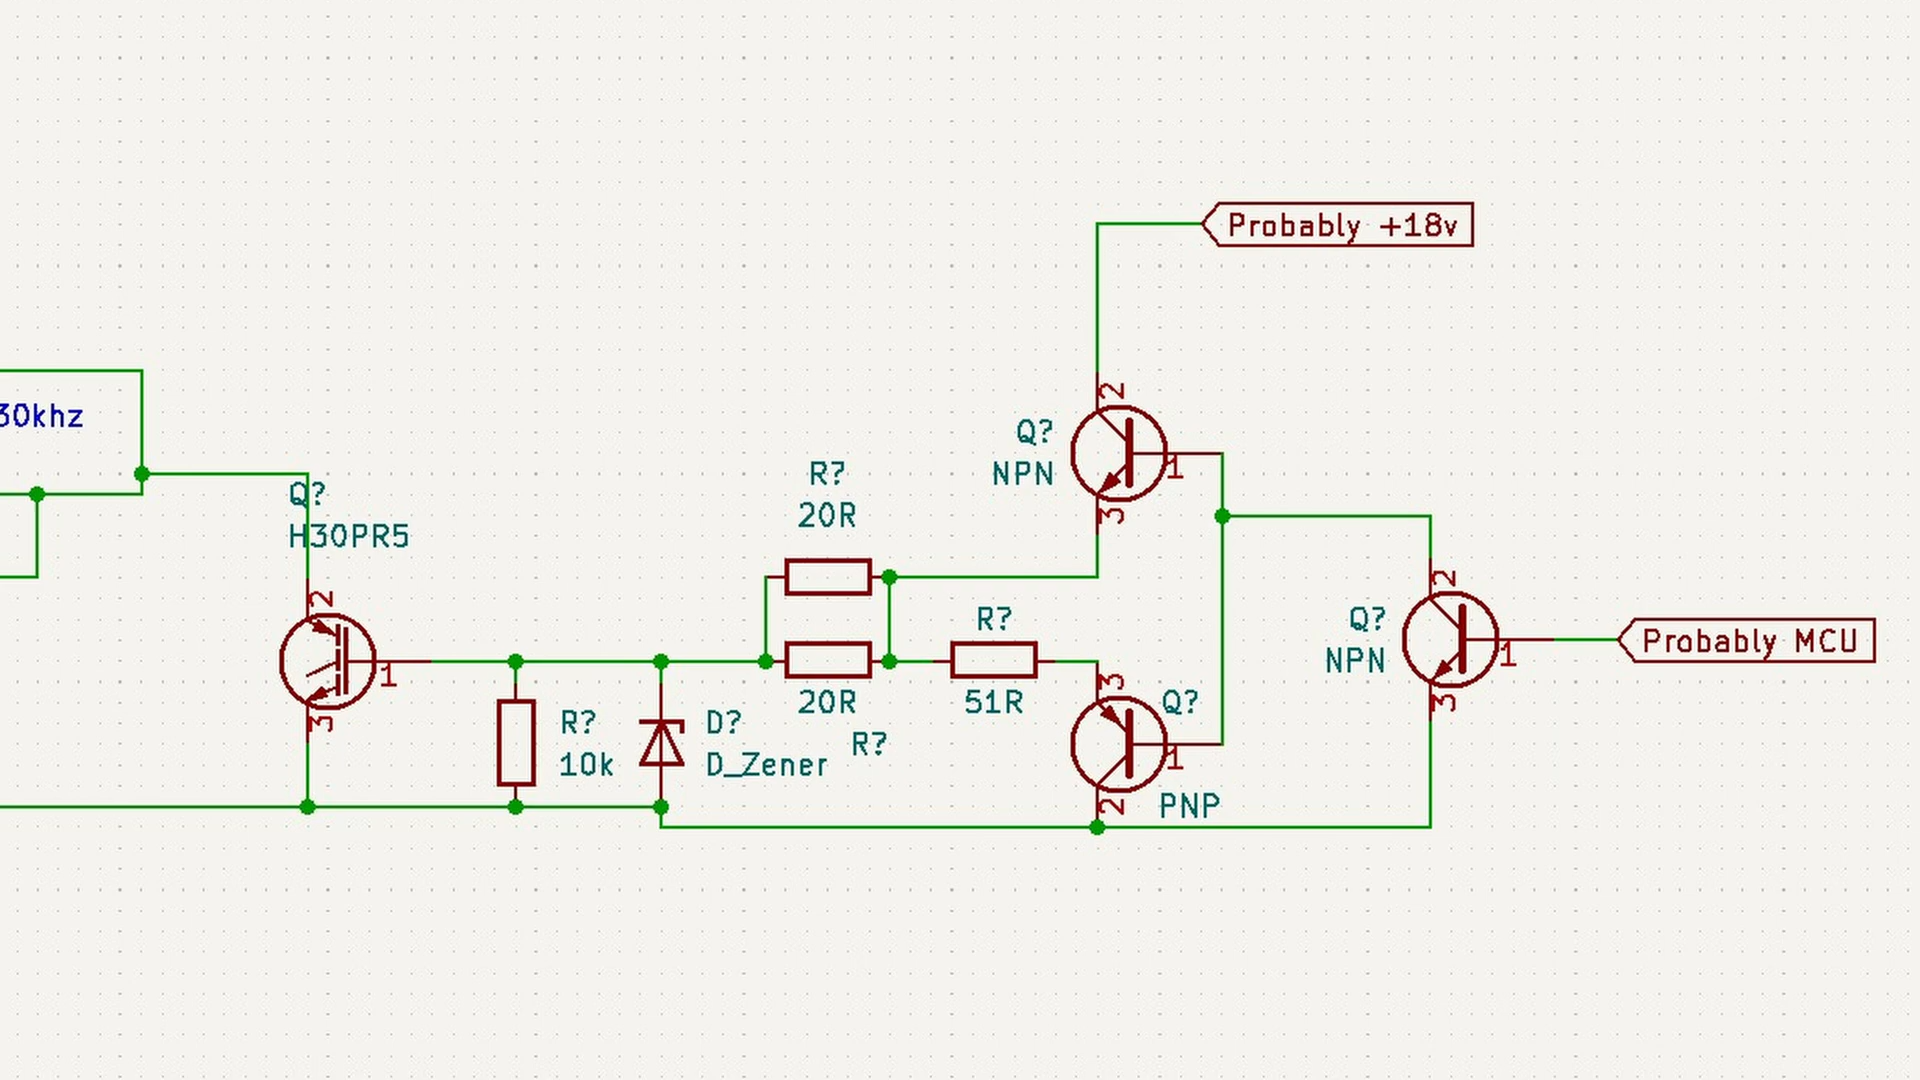 Probably +18v
2
Q?
NPN
1
3
30khz
Q?
H30PR5
2
1
3
R?
20R
20R
R?
R?
51R
R?
10k
D?
D_Zener
3
Q?
1
2
PNP
2
Q?
NPN
1
3
Probably MCU